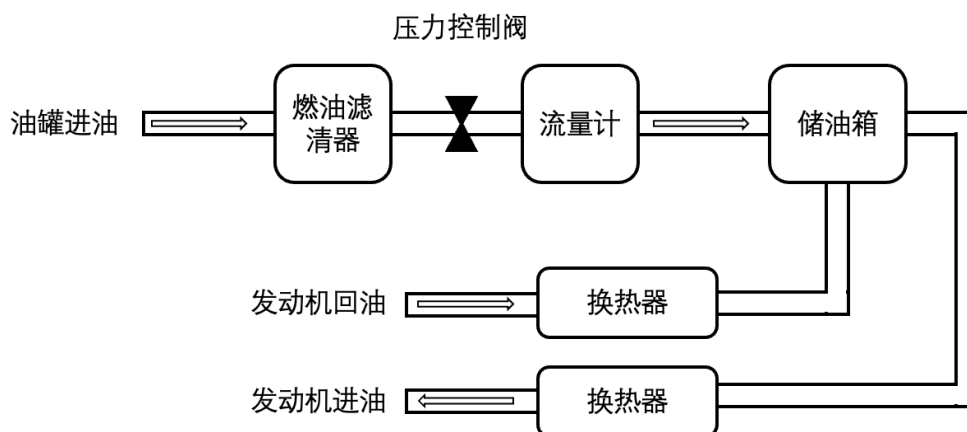 压力控制阀
油罐进油
燃油滤
清器
流量计
储油箱
发动机回油
换热器
发动机进油
换热器